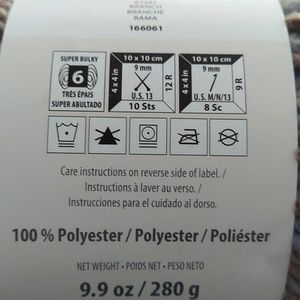 BRANCH
BRANCHE
RAMA
166061
SUPER BULKY
6
TRÈS ÉPAIS
SUPER ABULTADO
10 x 10 cm
4 x 4 in
9 mm
U.S. 13
12 R
10 Sts
10 x 10 cm
4 x 4 in
9 mm
U.S. M/N/13
9 R
8 Sc
Care instructions on reverse side of label. /
Instructions à laver au verso. /
Instrucciones para el cuidado al dorso.
100 % Polyester / Polyester / Poliéster
NET WEIGHT • POIDS NET • PESO NETO
9.9 oz / 280 g